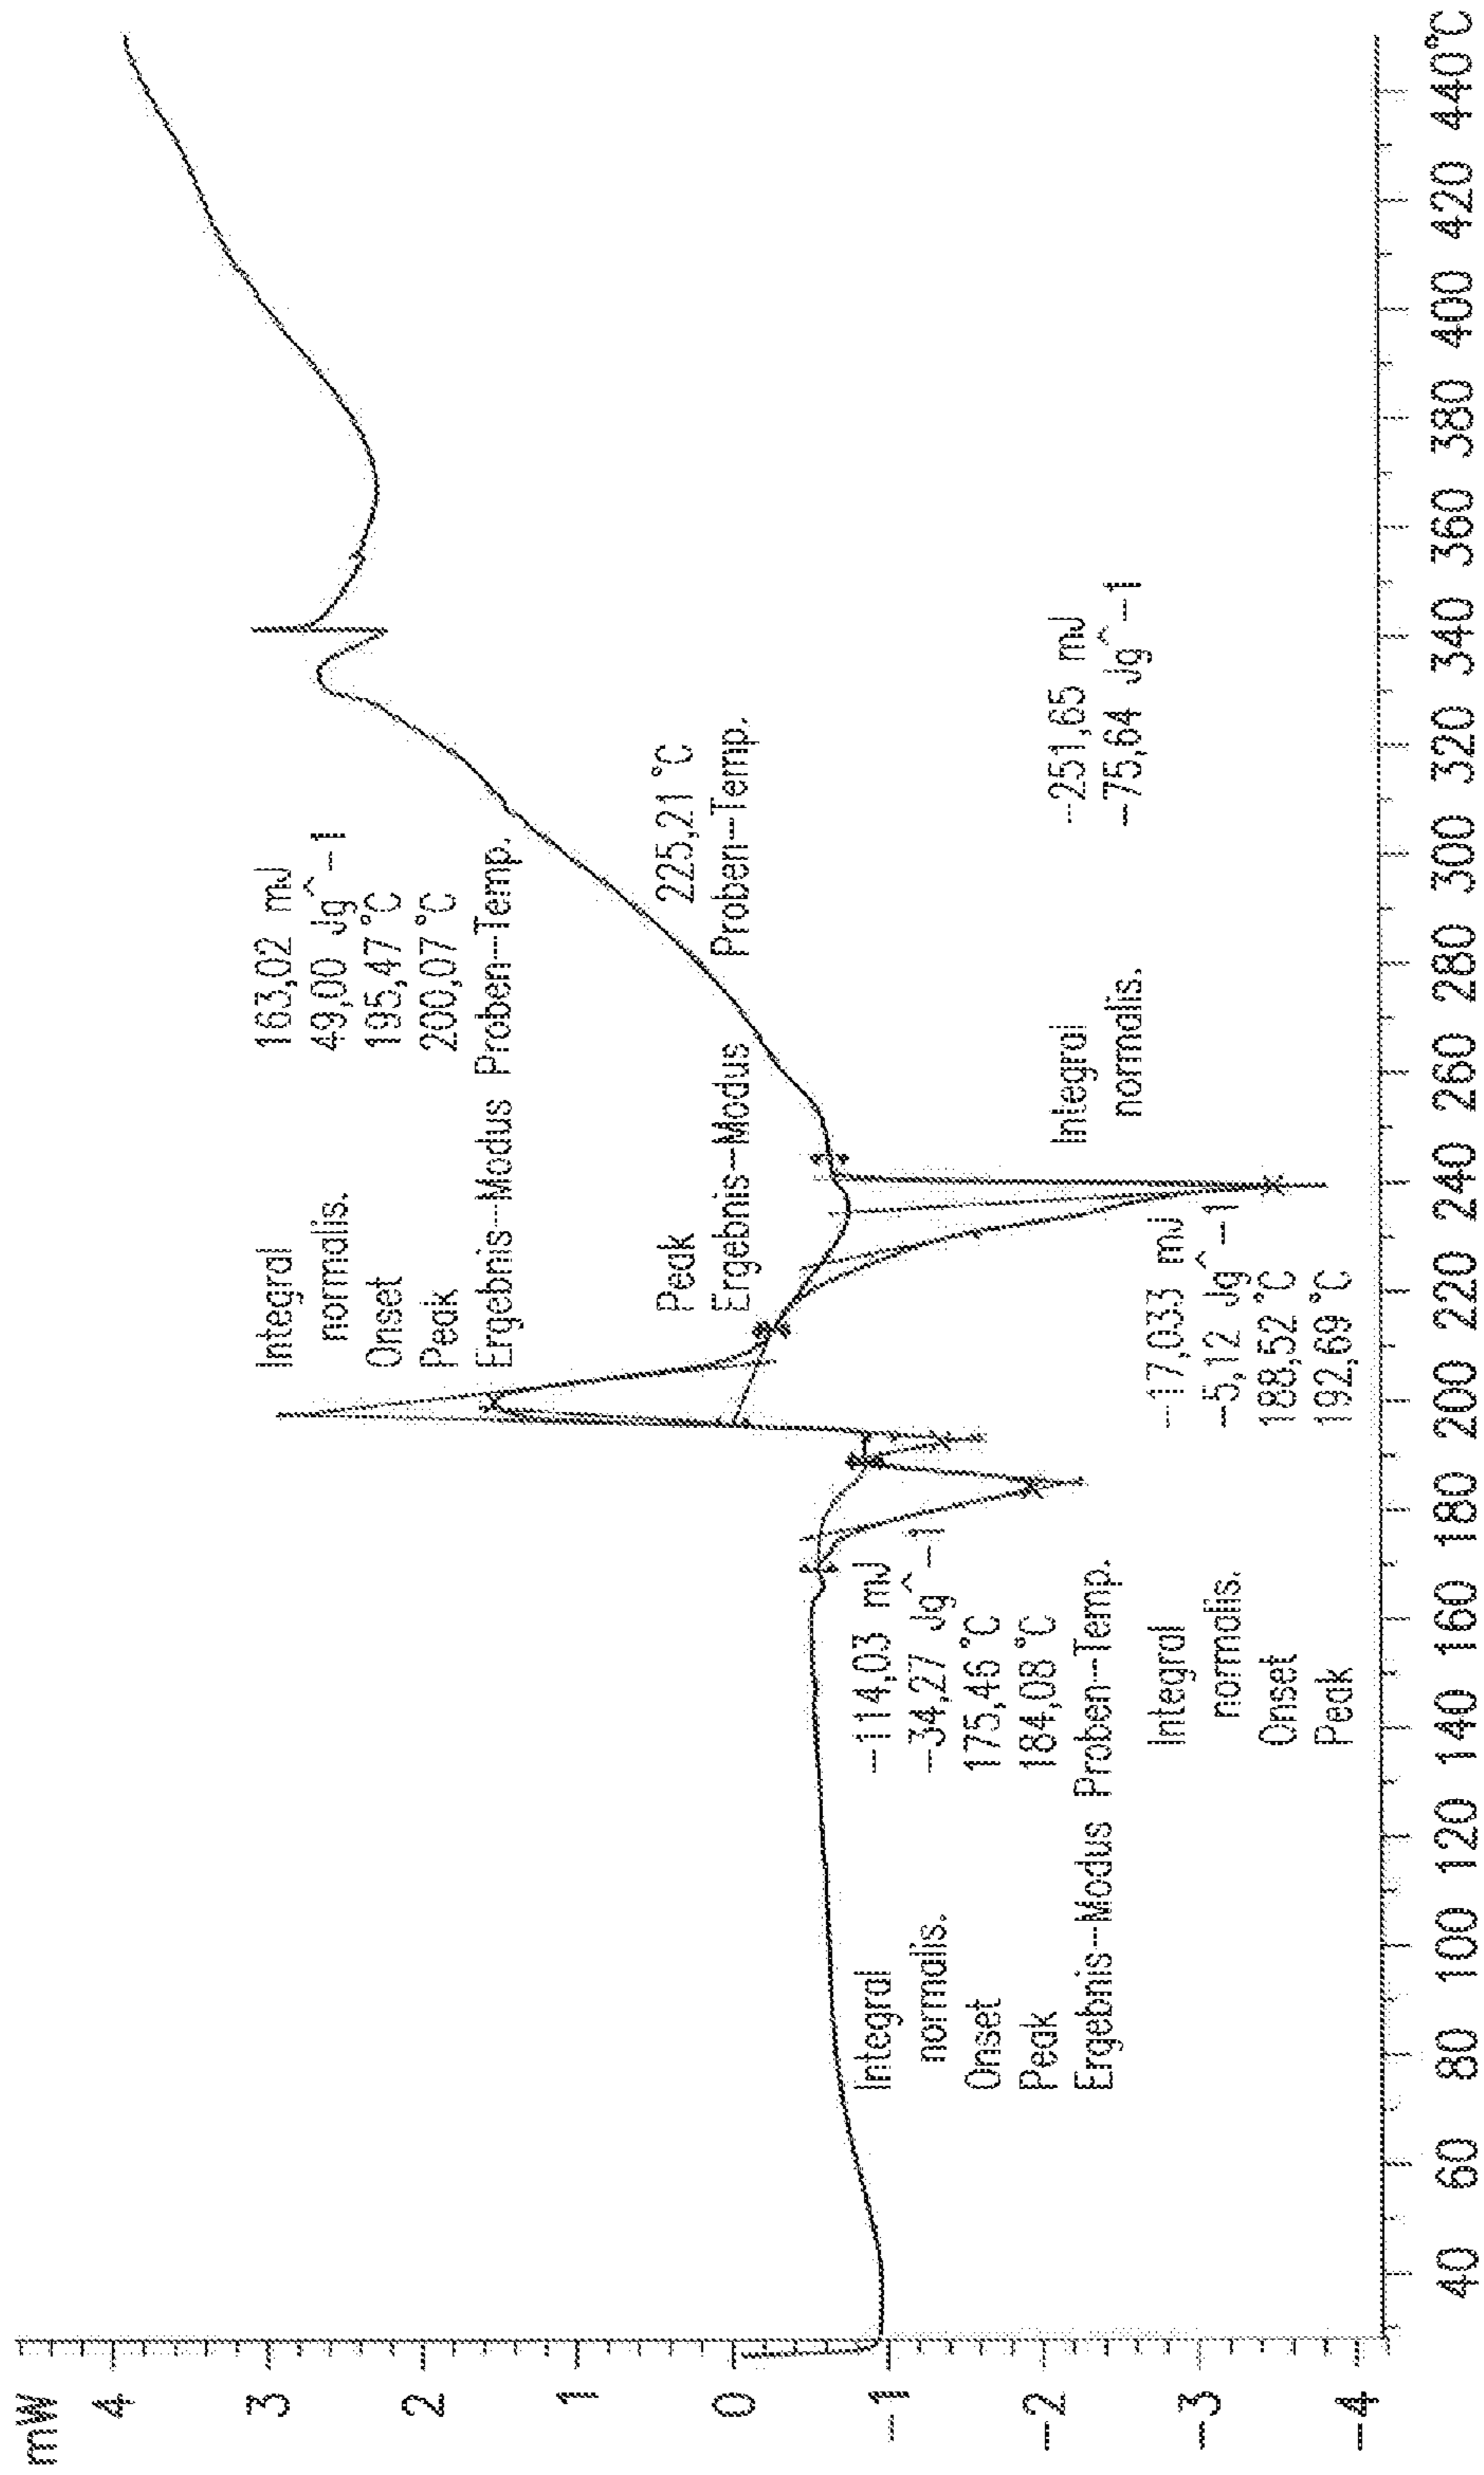 mW
4
3
2
1
0
-1
-2
-3
-4
Integral 163,02 mJ
normalis. 49,00 Jg^-1
Onset 195,47 °C
Peak 200,07 °C
Ergebnis-Modus Proben-Temp.
Peak 225,21 °C
Ergebnis-Modus Proben-Temp.
Integral -114,03 mJ
normalis. -34,27 Jg^-1
Onset 175,46 °C
Peak 184,08 °C
Ergebnis-Modus Proben-Temp.
Integral -251,65 mJ
normalis. -75,64 Jg^-1
Integral -17,033 mJ
normalis. -5,12 Jg^-1
Onset 188,52 °C
Peak 192,69 °C
40 60 80 100 120 140 160 180 200 220 240 260 280 300 320 340 360 380 400 420 440°C